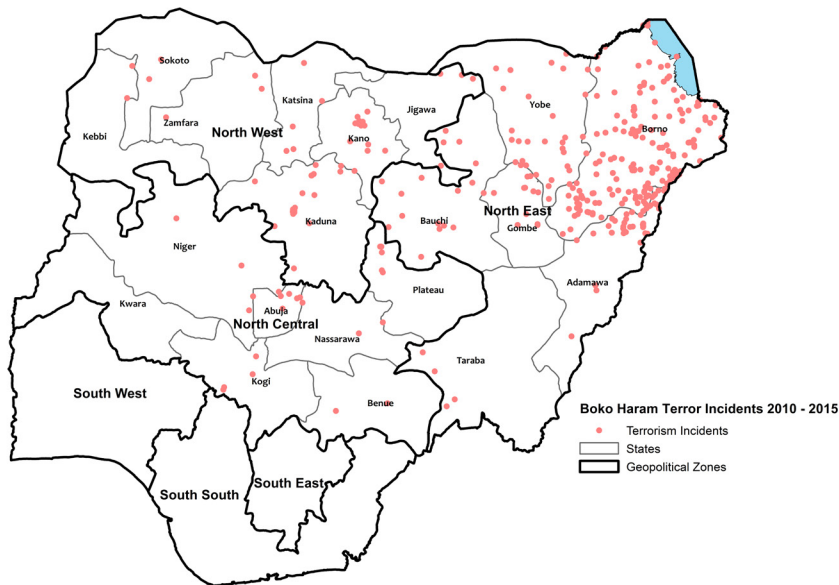 Sokoto
Katsina
Jigawa
Yobe
Borno
Kebbi
Zamfara
North West
Kano
Kaduna
Bauchi
North East
Gombe
Niger
Adamawa
Plateau
Kwara
Abuja
North Central
Nassarawa
Taraba
Kogi
Benue
South West
South South
South East
Boko Haram Terror Incidents 2010 - 2015
Terrorism Incidents
States
Geopolitical Zones